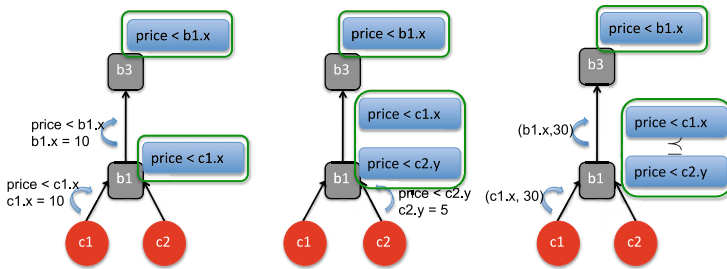 price < b1.x
b3
price < b1.x
b1.x = 10
price < c1.x
b1
price < c1.x
c1.x = 10
c1
c2
price < b1.x
b3
price < c1.x
price < c2.y
b1
price < c2.y
c2.y = 5
c1
c2
price < b1.x
b3
(b1.x,30)
price < c1.x
price < c2.y
b1
(c1.x, 30)
c1
c2